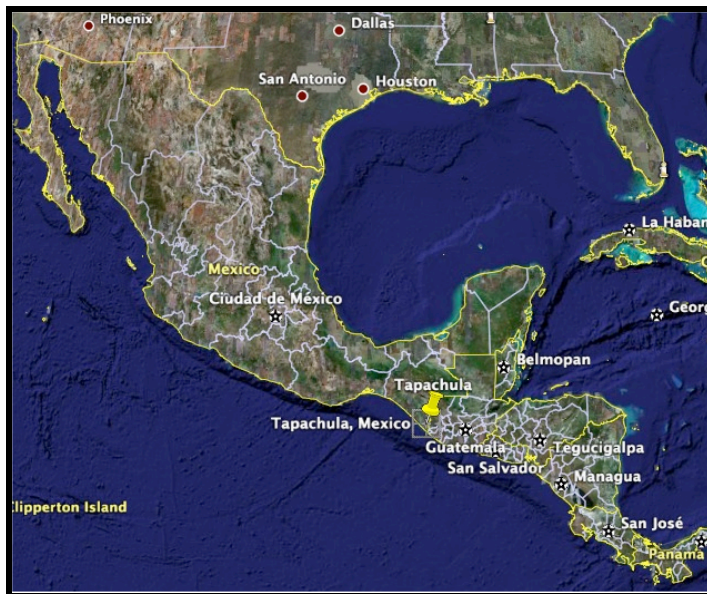 Phoenix
Dallas
San Antonio
Houston
La Haban
Mexico
Ciudad de México
Georg
Belmopan
Tapachula
Tapachula, Mexico
Guatemala
Tegucigalpa
San Salvador
Managua
Clipperton Island
San José
Panama